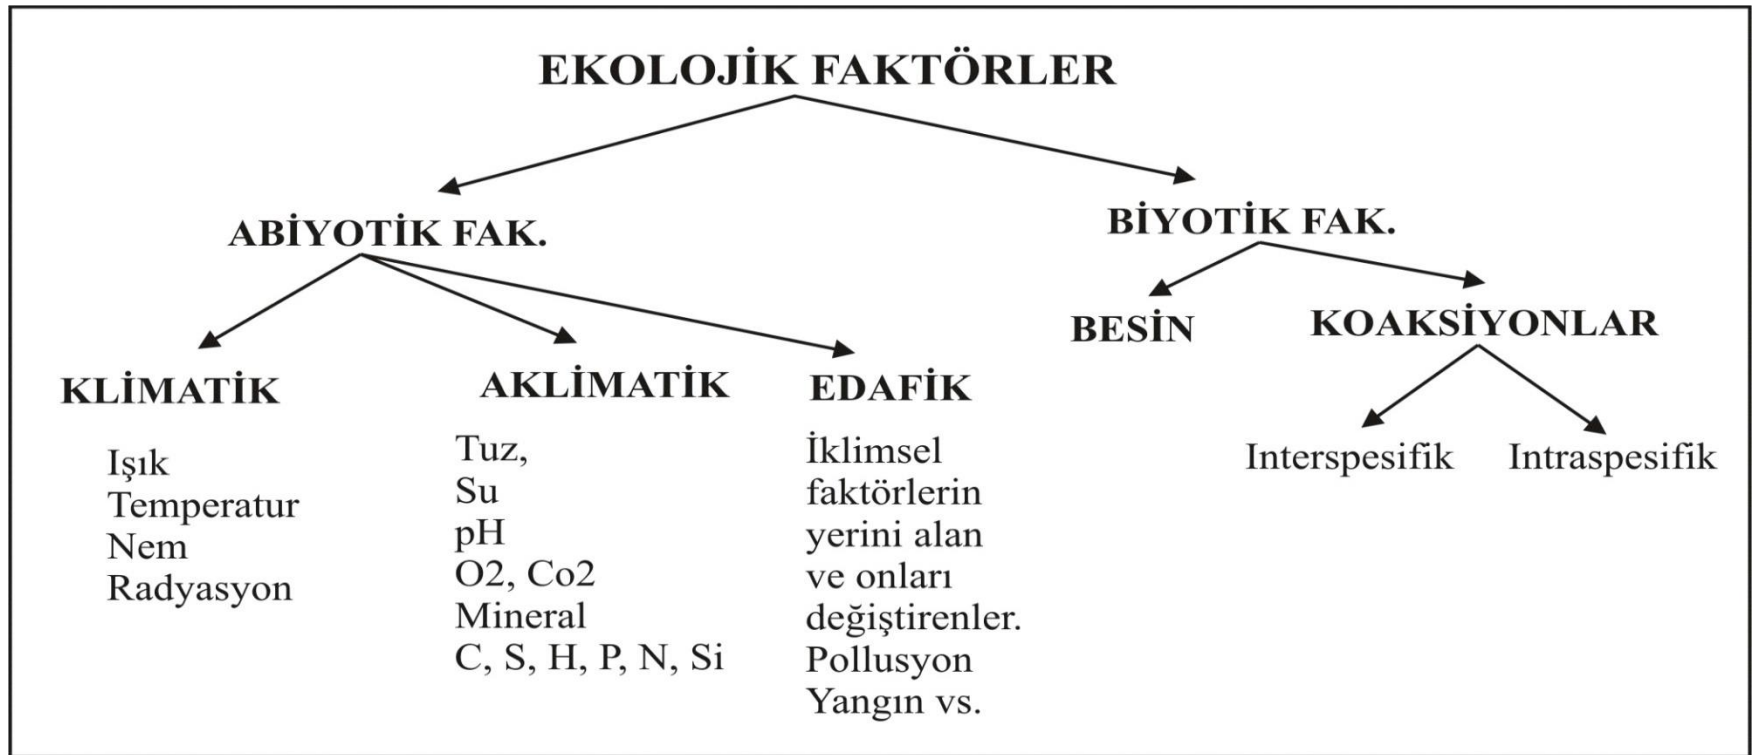 EKOLOJİK FAKTÖRLER
ABİYOTİK FAK.
BİYOTİK FAK.
BESİN
KOAKSİYONLAR
Interspesifik
Intraspesifik
KLİMATİK
Işık
Temperatur
Nem
Radyasyon
AKLİMATİK
Tuz,
Su
pH
O2, Co2
Mineral
C, S, H, P, N, Si
EDAFİK
İklimsel
faktörlerin
yerini alan
ve onları
değiştirenler.
Pollusyon
Yangın vs.